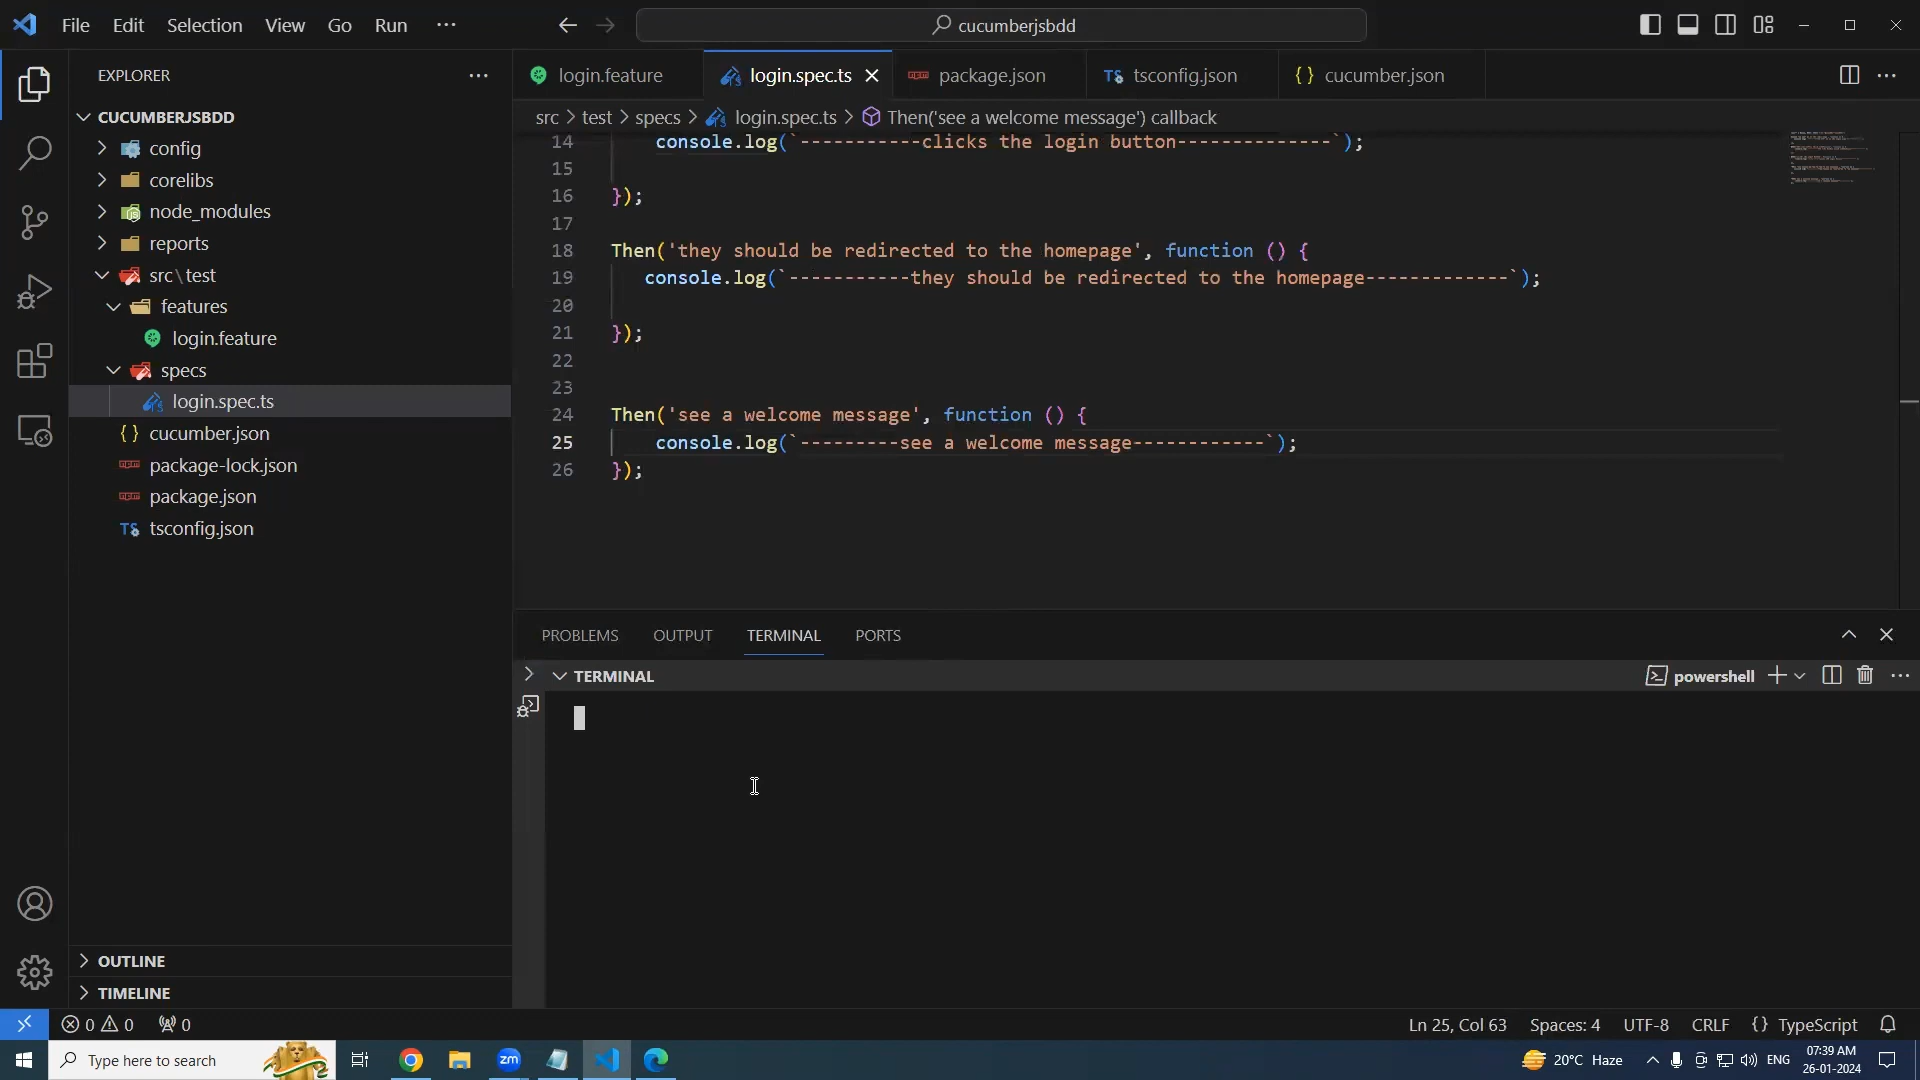 File Edit Selection View Go Run ··· cucumberjsbdd
EXPLORER ···
login.feature login.spec.ts package.json tsconfig.json cucumber.json ···
src > test > specs > login.spec.ts > Then('see a welcome message') callback
CUCUMBERJSBDD
config
corelibs
node_modules
reports
src\test
features
login.feature
specs
login.spec.ts
{ } cucumber.json
package-lock.json
package.json
TS tsconfig.json
OUTLINE
TIMELINE
14 console.log(`-----------clicks the login button--------------`);
15
16 });
17
18 Then('they should be redirected to the homepage', function () {
19 console.log(`-----------they should be redirected to the homepage-------------`);
20
21 });
22
23
24 Then('see a welcome message', function () {
25 console.log(`---------see a welcome message------------`);
26 });
PROBLEMS OUTPUT TERMINAL PORTS
TERMINAL powershell ···
0 0 0 Ln 25, Col 63 Spaces: 4 UTF-8 CRLF { } TypeScript
Type here to search zm 20°C Haze ENG 07:39 AM
26-01-2024